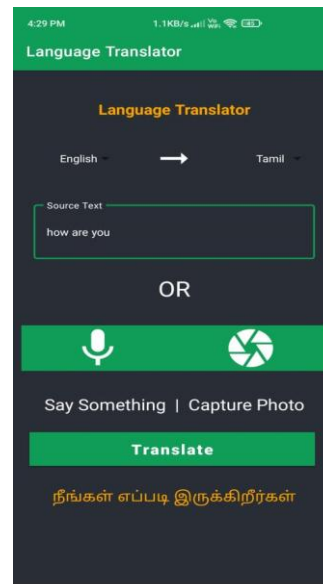 4:29 PM 1.1KB/s
Language Translator
Language Translator
English → Tamil
Source Text
how are you
OR
Say Something | Capture Photo
Translate
நீங்கள் எப்படி இருக்கிறீர்கள்